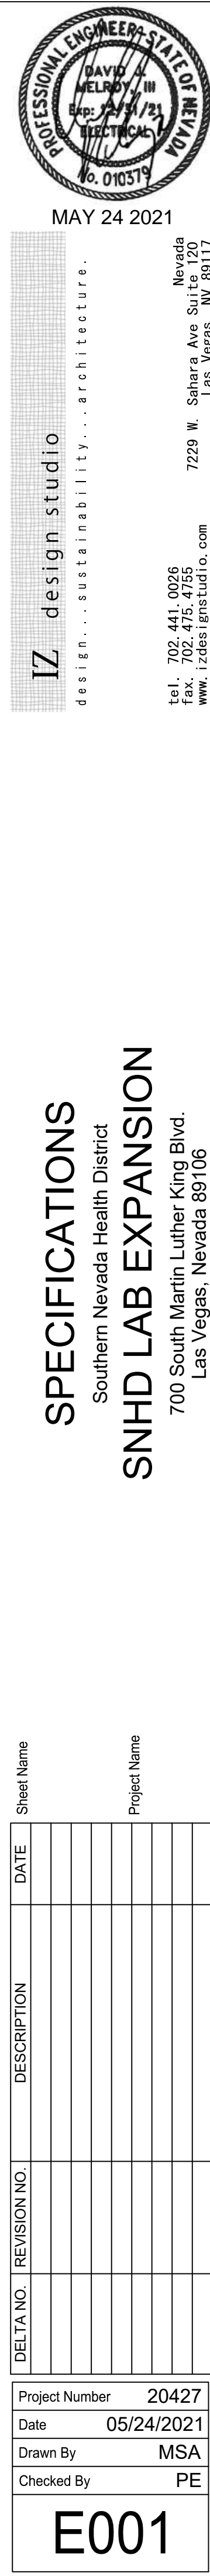 PROFESSIONAL ENGINEER-STATE OF NEVADA
DAVID J.
MELROY, III
Exp: 12/31/21
ELECTRICAL
No. 010379
MAY 24 2021
IZ design studio
design...sustainability...architecture.
Nevada
7229 W. Sahara Ave Suite 120
Las Vegas, NV 89117
tel. 702.441.0026
fax. 702.475.4755
www.izdesignstudio.com
SPECIFICATIONS
Southern Nevada Health District
SNHD LAB EXPANSION
700 South Martin Luther King Blvd.
Las Vegas, Nevada 89106
Sheet Name
Project Name
DELTA NO. REVISION NO. DESCRIPTION DATE
Project Number 20427
Date 05/24/2021
Drawn By MSA
Checked By PE
E001